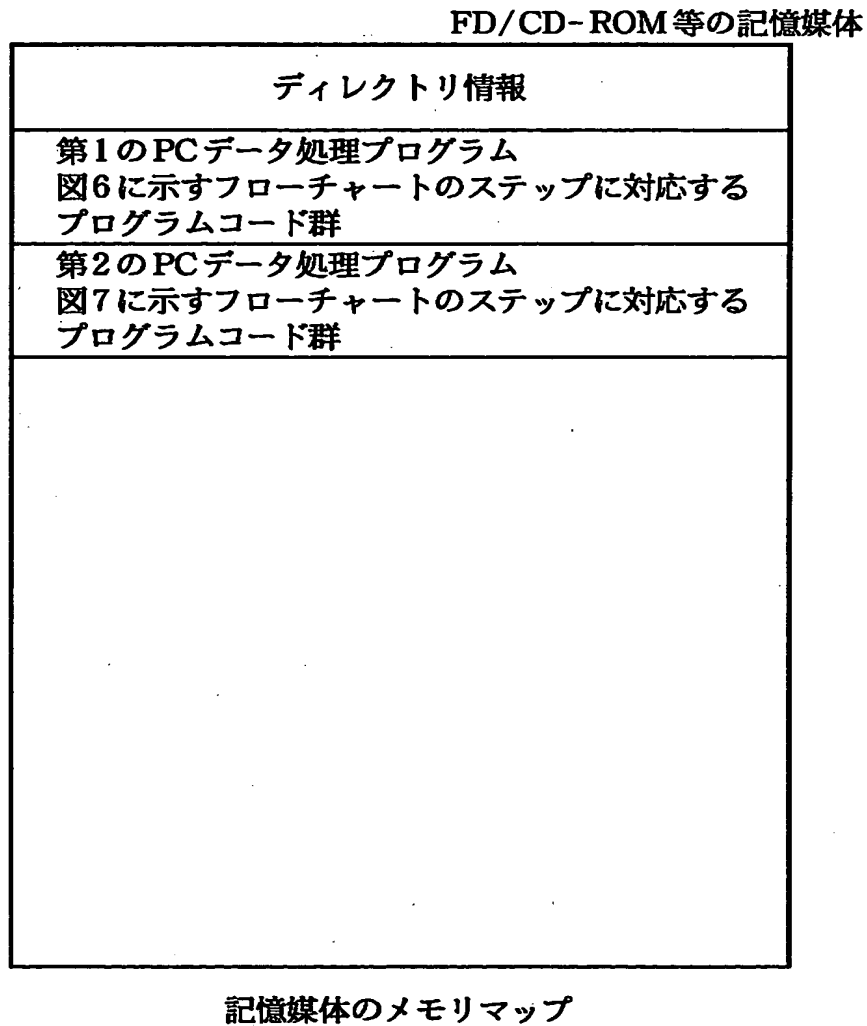 FD/CD-ROM等の記憶媒体
ディレクトリ情報
第1のPCデータ処理プログラム
図6に示すフローチャートのステップに対応する
プログラムコード群
第2のPCデータ処理プログラム
図7に示すフローチャートのステップに対応する
プログラムコード群
記憶媒体のメモリマップ